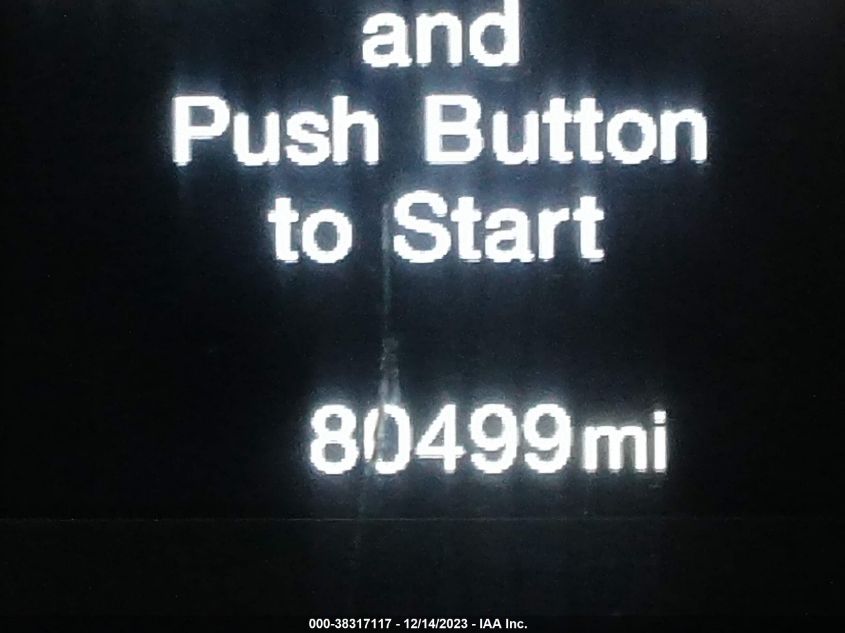 and
Push Button
to Start
80499mi
000-38317117 - 12/14/2023 - IAA Inc.